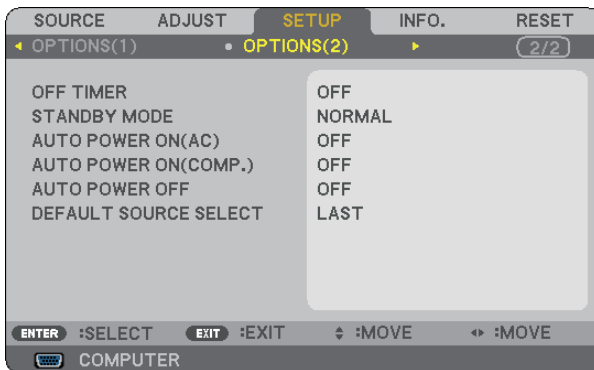 SOURCE ADJUST SETUP INFO. RESET
OPTIONS(1) OPTIONS(2) 2/2
OFF TIMER OFF
STANDBY MODE NORMAL
AUTO POWER ON(AC) OFF
AUTO POWER ON(COMP.) OFF
AUTO POWER OFF OFF
DEFAULT SOURCE SELECT LAST
ENTER :SELECT EXIT :EXIT :MOVE :MOVE
COMPUTER